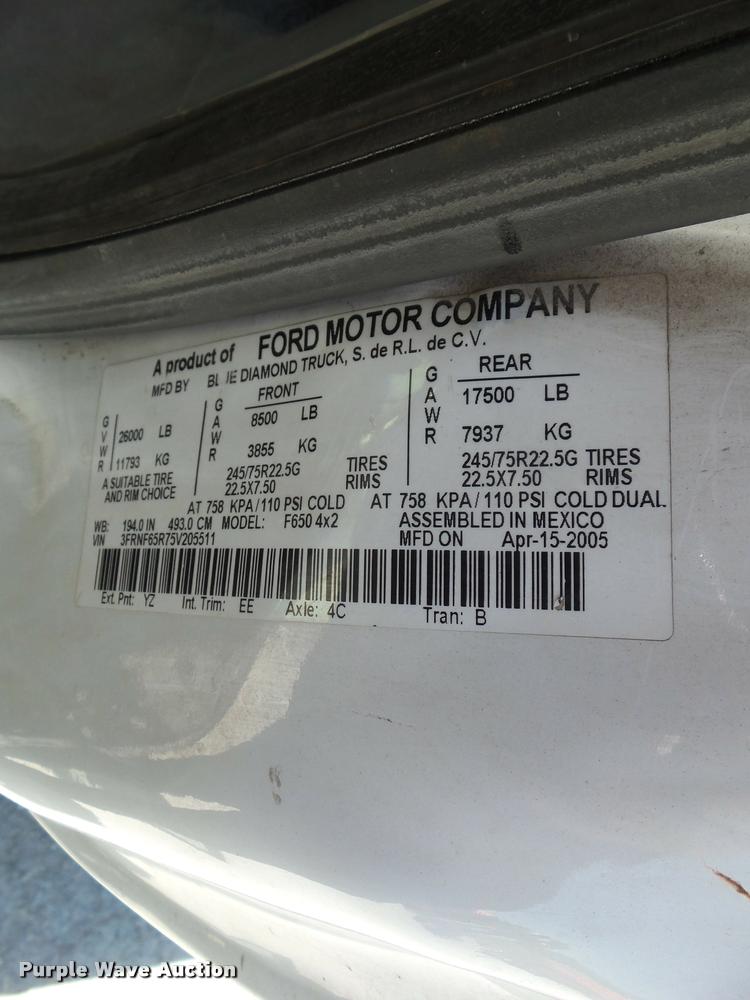 A product of FORD MOTOR COMPANY
MFD BY BL IE DIAMOND TRUCK, S. de R.L. de C.V.
GVWR 26000 LB
11793 KG
A SUITABLE TIRE
AND RIM CHOICE
GAWR FRONT
8500 LB
3855 KG
245/75R22.5G TIRES
22.5X7.50 RIMS
AT 758 KPA/110 PSI COLD
GAWR REAR
17500 LB
7937 KG
245/75R22.5G TIRES
22.5X7.50 RIMS
AT 758 KPA/110 PSI COLD DUAL
WB: 194.0 IN 493.0 CM MODEL: F650 4x2 ASSEMBLED IN MEXICO
VIN 3FRNF65R75V205511 MFD ON Apr-15-2005
Ext. Pnt: YZ Int. Trim: EE Axle: 4C Tran: B
Purple Wave Auction